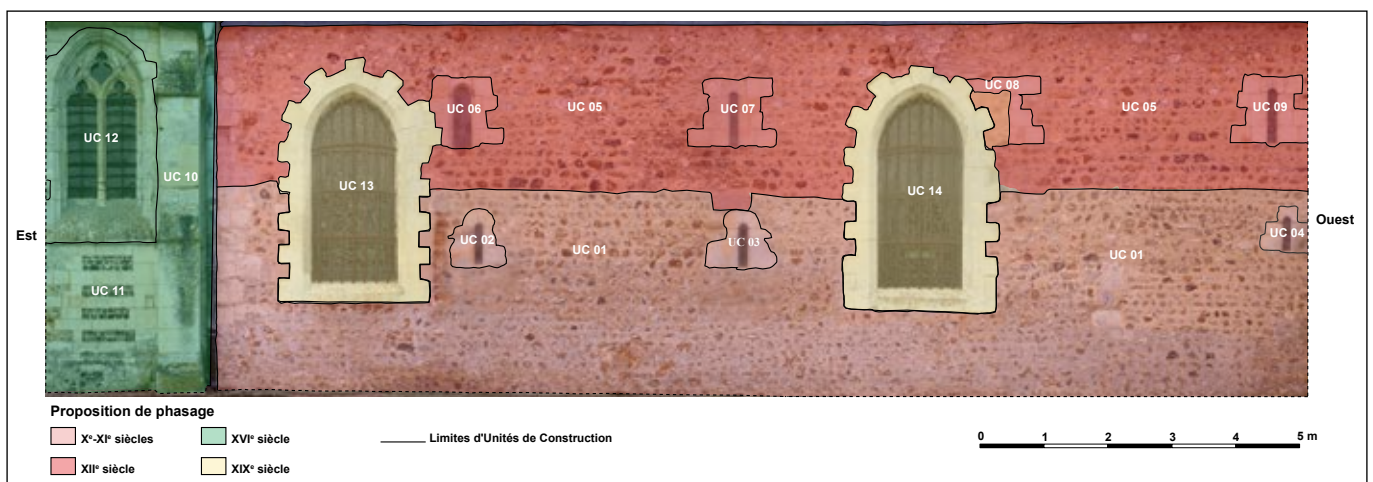 UC 12
UC 10
UC 11
UC 13
UC 06
UC 05
UC 07
UC 08
UC 05
UC 09
UC 14
Est
Ouest
UC 02
UC 01
UC 03
UC 01
UC 04
Proposition de phasage
Xᵉ-XIᵉ siècles
XVIᵉ siècle
Limites d'Unités de Construction
XIIᵉ siècle
XIXᵉ siècle
0 1 2 3 4 5 m